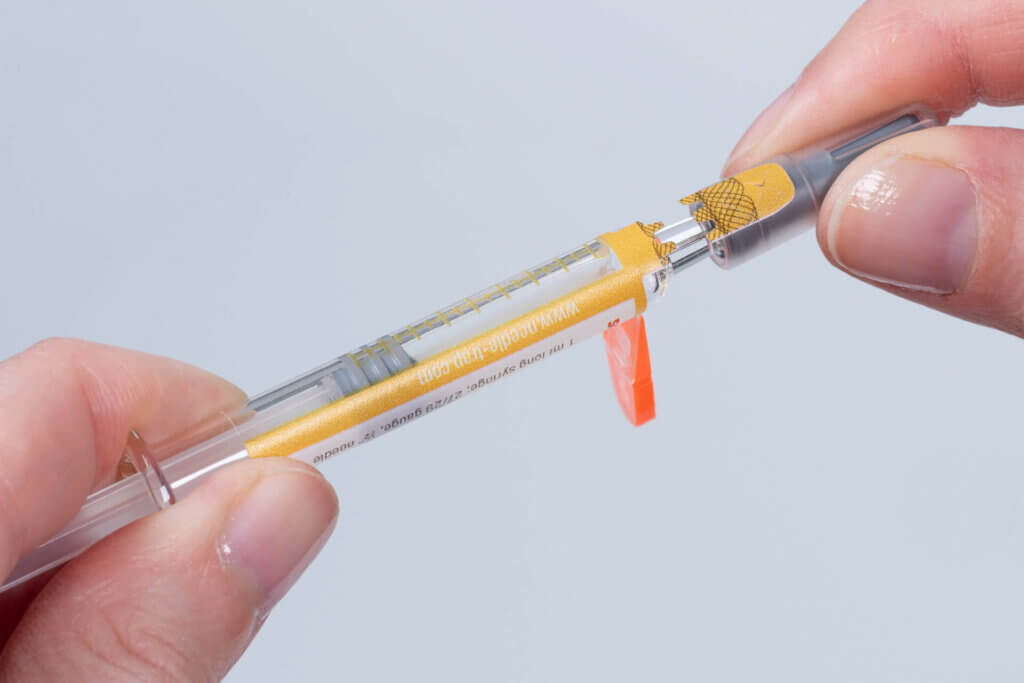 www.needle-trap.com
1 ml long syringe; 27/29 gauge, ½" needle